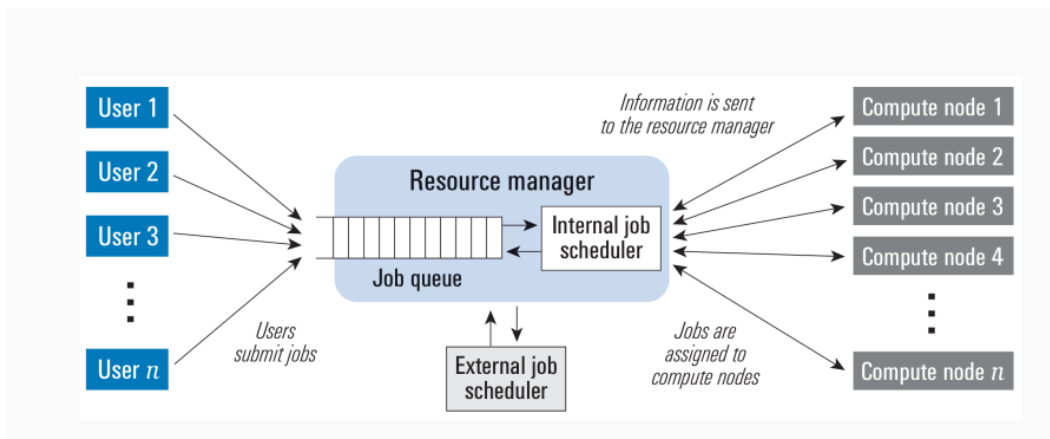 User 1
User 2
User 3
User n
Users
submit jobs
Resource manager
Job queue
Internal job
scheduler
External job
scheduler
Information is sent
to the resource manager
Jobs are
assigned to
compute nodes
Compute node 1
Compute node 2
Compute node 3
Compute node 4
Compute node n